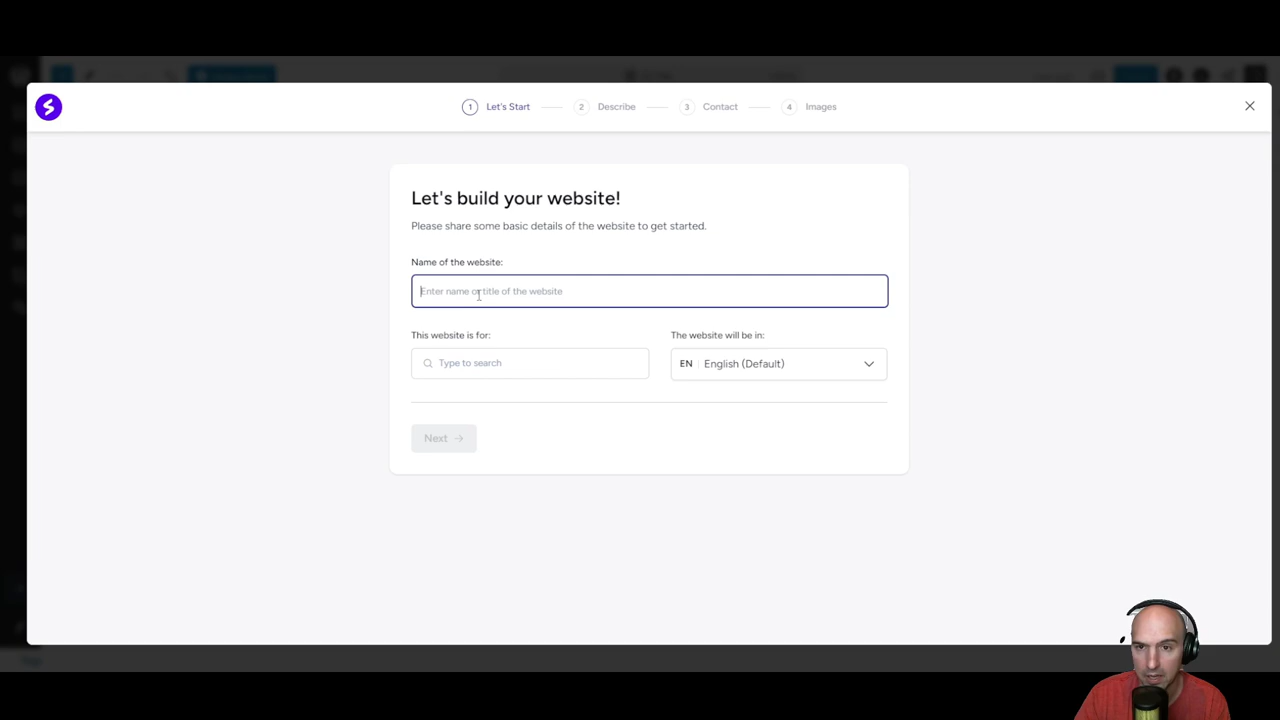 1 Let's Start 2 Describe 3 Contact 4 Images
Let's build your website!
Please share some basic details of the website to get started.
Name of the website:
Enter name or title of the website
This website is for: The website will be in:
Type to search EN English (Default)
Next